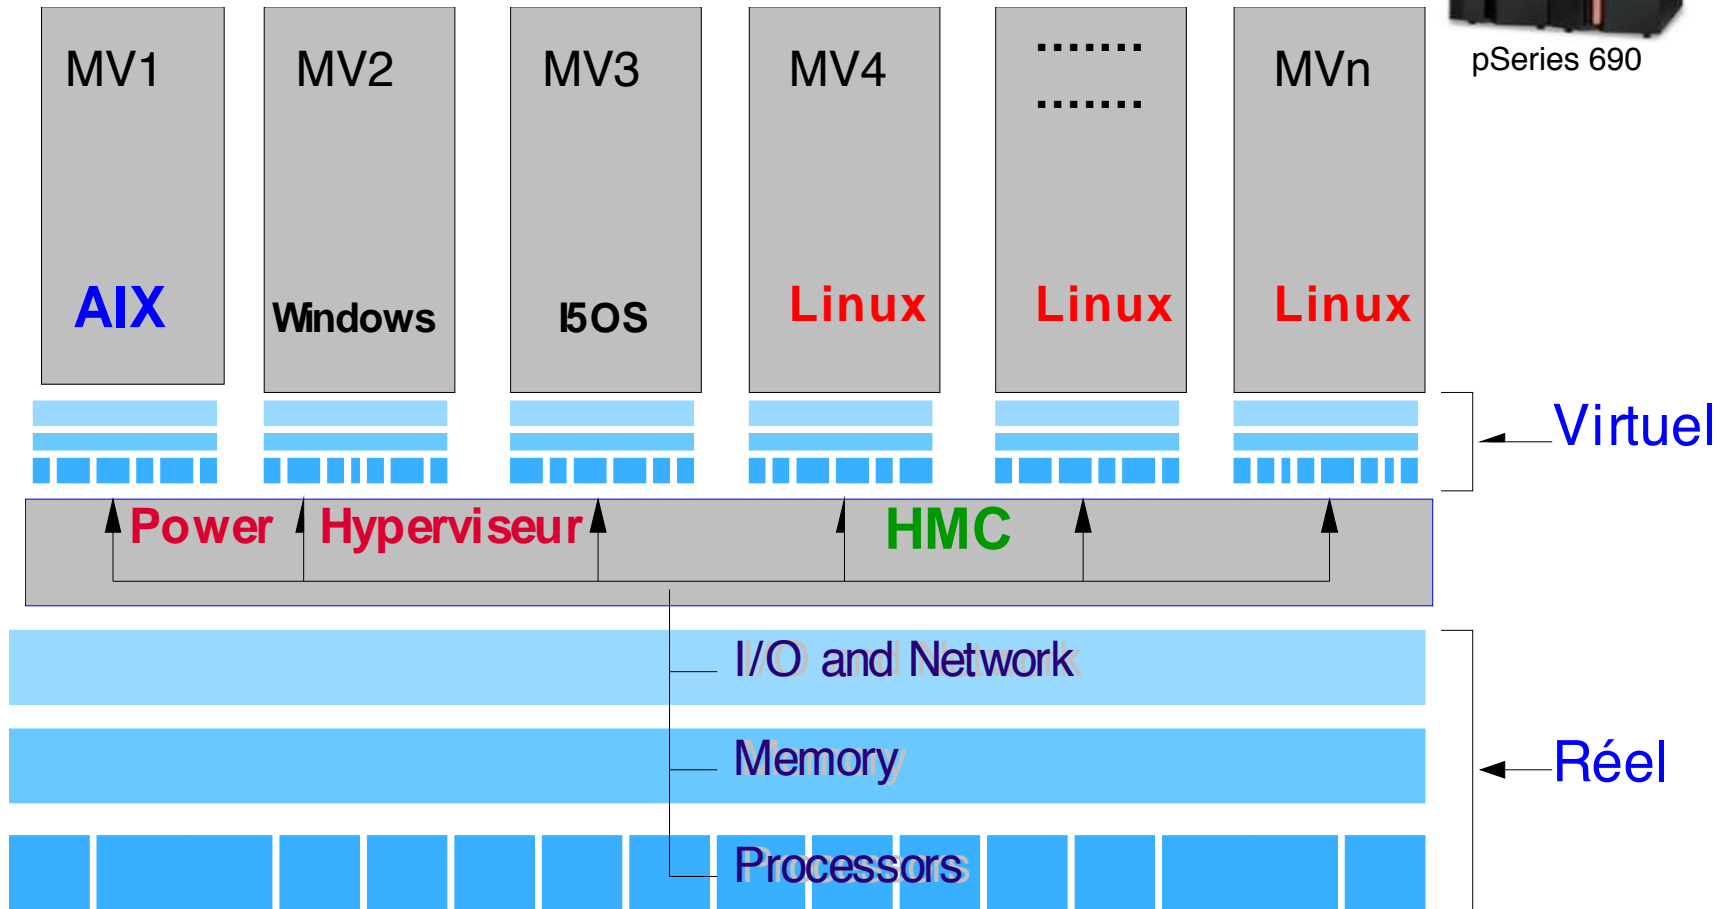 pSeries 690
MV1
MV2
MV3
MV4
.......
.......
MVn
AIX
Windows
I5OS
Linux
Linux
Linux
Virtuel
Power Hyperviseur
HMC
I/O and Network
Memory
Réel
Processors